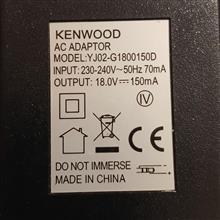 KENWOOD
AC ADAPTOR
MODEL:YJ02-G1800150D
INPUT: 230-240V~50Hz 70mA
OUTPUT: 18.0V⎓150mA
IV
DO NOT IMMERSE
MADE IN CHINA